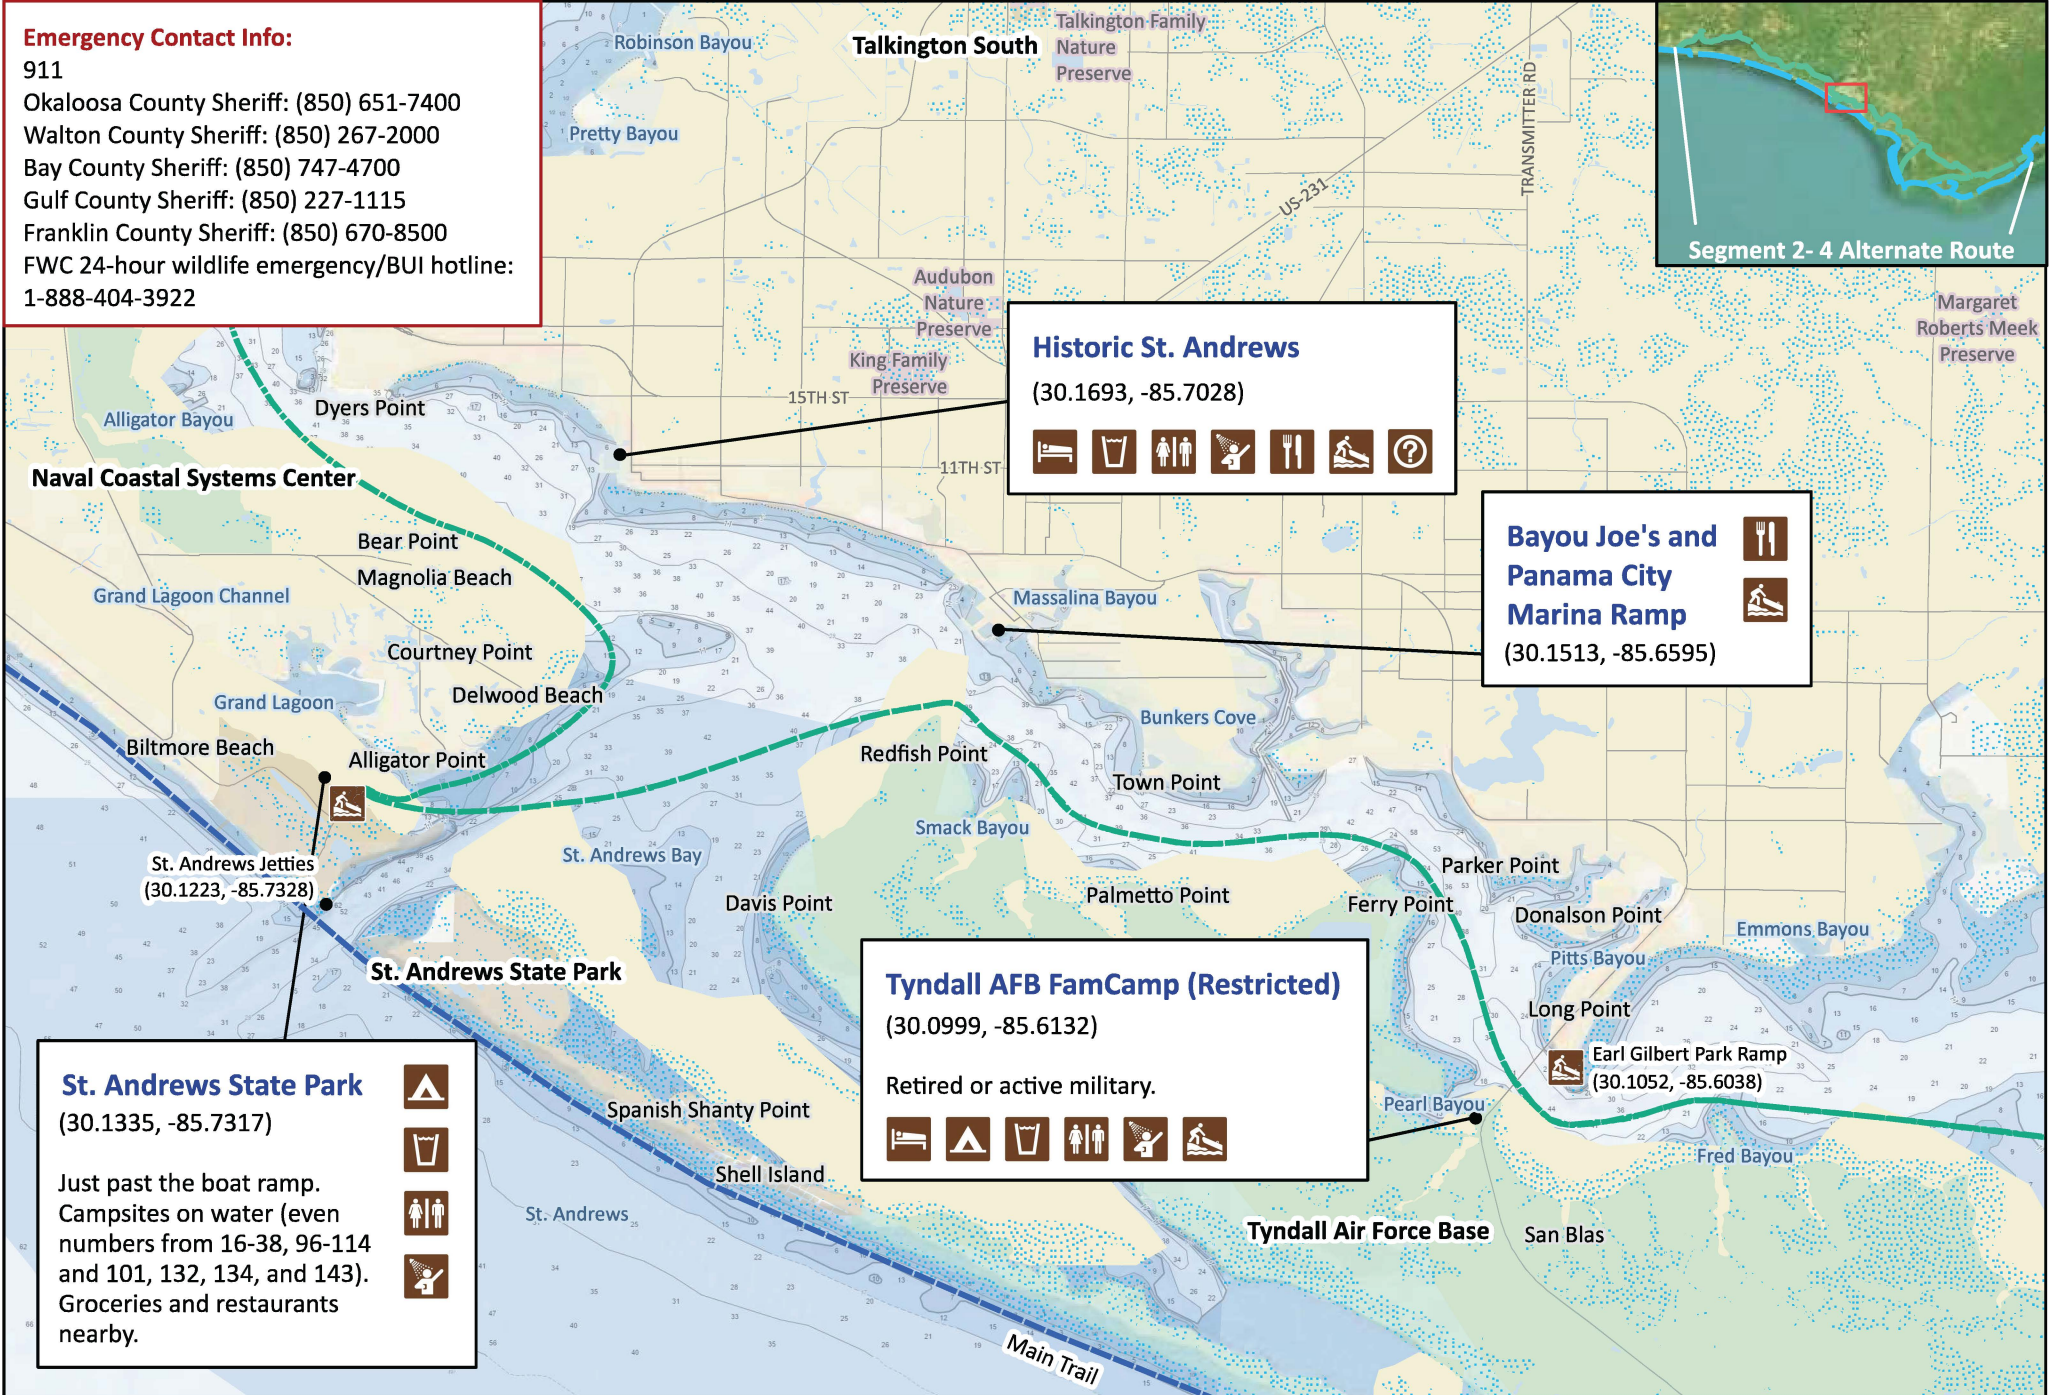 Emergency Contact Info:
911
Okaloosa County Sheriff: (850) 651-7400
Walton County Sheriff: (850) 267-2000
Bay County Sheriff: (850) 747-4700
Gulf County Sheriff: (850) 227-1115
Franklin County Sheriff: (850) 670-8500
FWC 24-hour wildlife emergency/BUI hotline:
1-888-404-3922
Robinson Bayou
Pretty Bayou
Talkington South
Talkington Family
Nature
Preserve
TRANSMITTER RD
US-231
Segment 2- 4 Alternate Route
Audubon
Nature
Preserve
King Family
Preserve
Margaret
Roberts Meek
Preserve
15TH ST
11TH ST
Historic St. Andrews
(30.1693, -85.7028)
Bayou Joe's and
Panama City
Marina Ramp
(30.1513, -85.6595)
Dyers Point
Alligator Bayou
Naval Coastal Systems Center
Bear Point
Magnolia Beach
Grand Lagoon Channel
Courtney Point
Delwood Beach
Grand Lagoon
Biltmore Beach
Alligator Point
Massalina Bayou
Bunkers Cove
Redfish Point
Town Point
Smack Bayou
St. Andrews Bay
St. Andrews Jetties
(30.1223, -85.7328)
Davis Point
Palmetto Point
Ferry Point
Parker Point
Donalson Point
Emmons Bayou
Pitts Bayou
Long Point
St. Andrews State Park
Tyndall AFB FamCamp (Restricted)
(30.0999, -85.6132)
Retired or active military.
Earl Gilbert Park Ramp
(30.1052, -85.6038)
Pearl Bayou
Fred Bayou
St. Andrews State Park
(30.1335, -85.7317)
Just past the boat ramp.
Campsites on water (even
numbers from 16-38, 96-114
and 101, 132, 134, and 143).
Groceries and restaurants
nearby.
Spanish Shanty Point
Shell Island
St. Andrews
Tyndall Air Force Base
San Blas
Main Trail